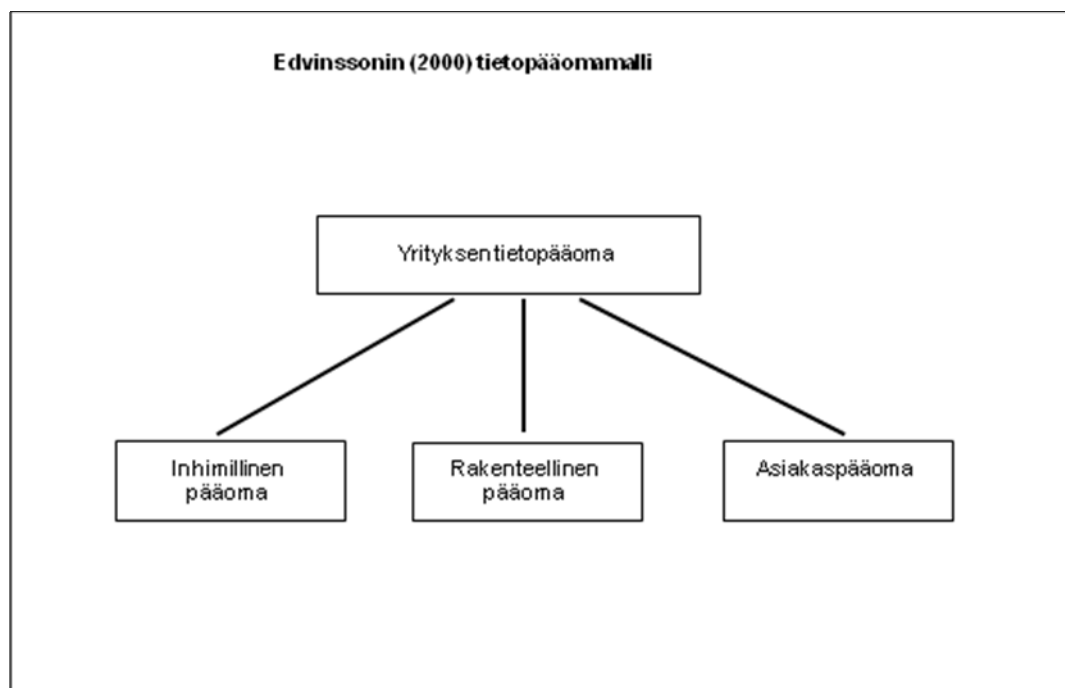 Edvinssonin (2000) tietopääomamalli
Yrityksen tietopääoma
Inhimillinen
pääoma
Rakenteellinen
pääoma
Asiakaspääoma